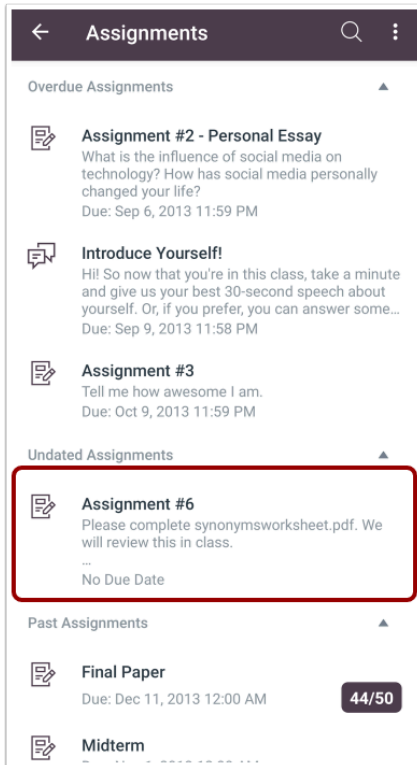 Assignments
Overdue Assignments
Assignment #2 - Personal Essay
What is the influence of social media on
technology? How has social media personally
changed your life?
Due: Sep 6, 2013 11:59 PM
Introduce Yourself!
Hi! So now that you're in this class, take a minute
and give us your best 30-second speech about
yourself. Or, if you prefer, you can answer some...
Due: Sep 9, 2013 11:58 PM
Assignment #3
Tell me how awesome I am.
Due: Oct 9, 2013 11:59 PM
Undated Assignments
Assignment #6
Please complete synonymsworksheet.pdf. We
will review this in class.
...
No Due Date
Past Assignments
Final Paper
Due: Dec 11, 2013 12:00 AM
44/50
Midterm